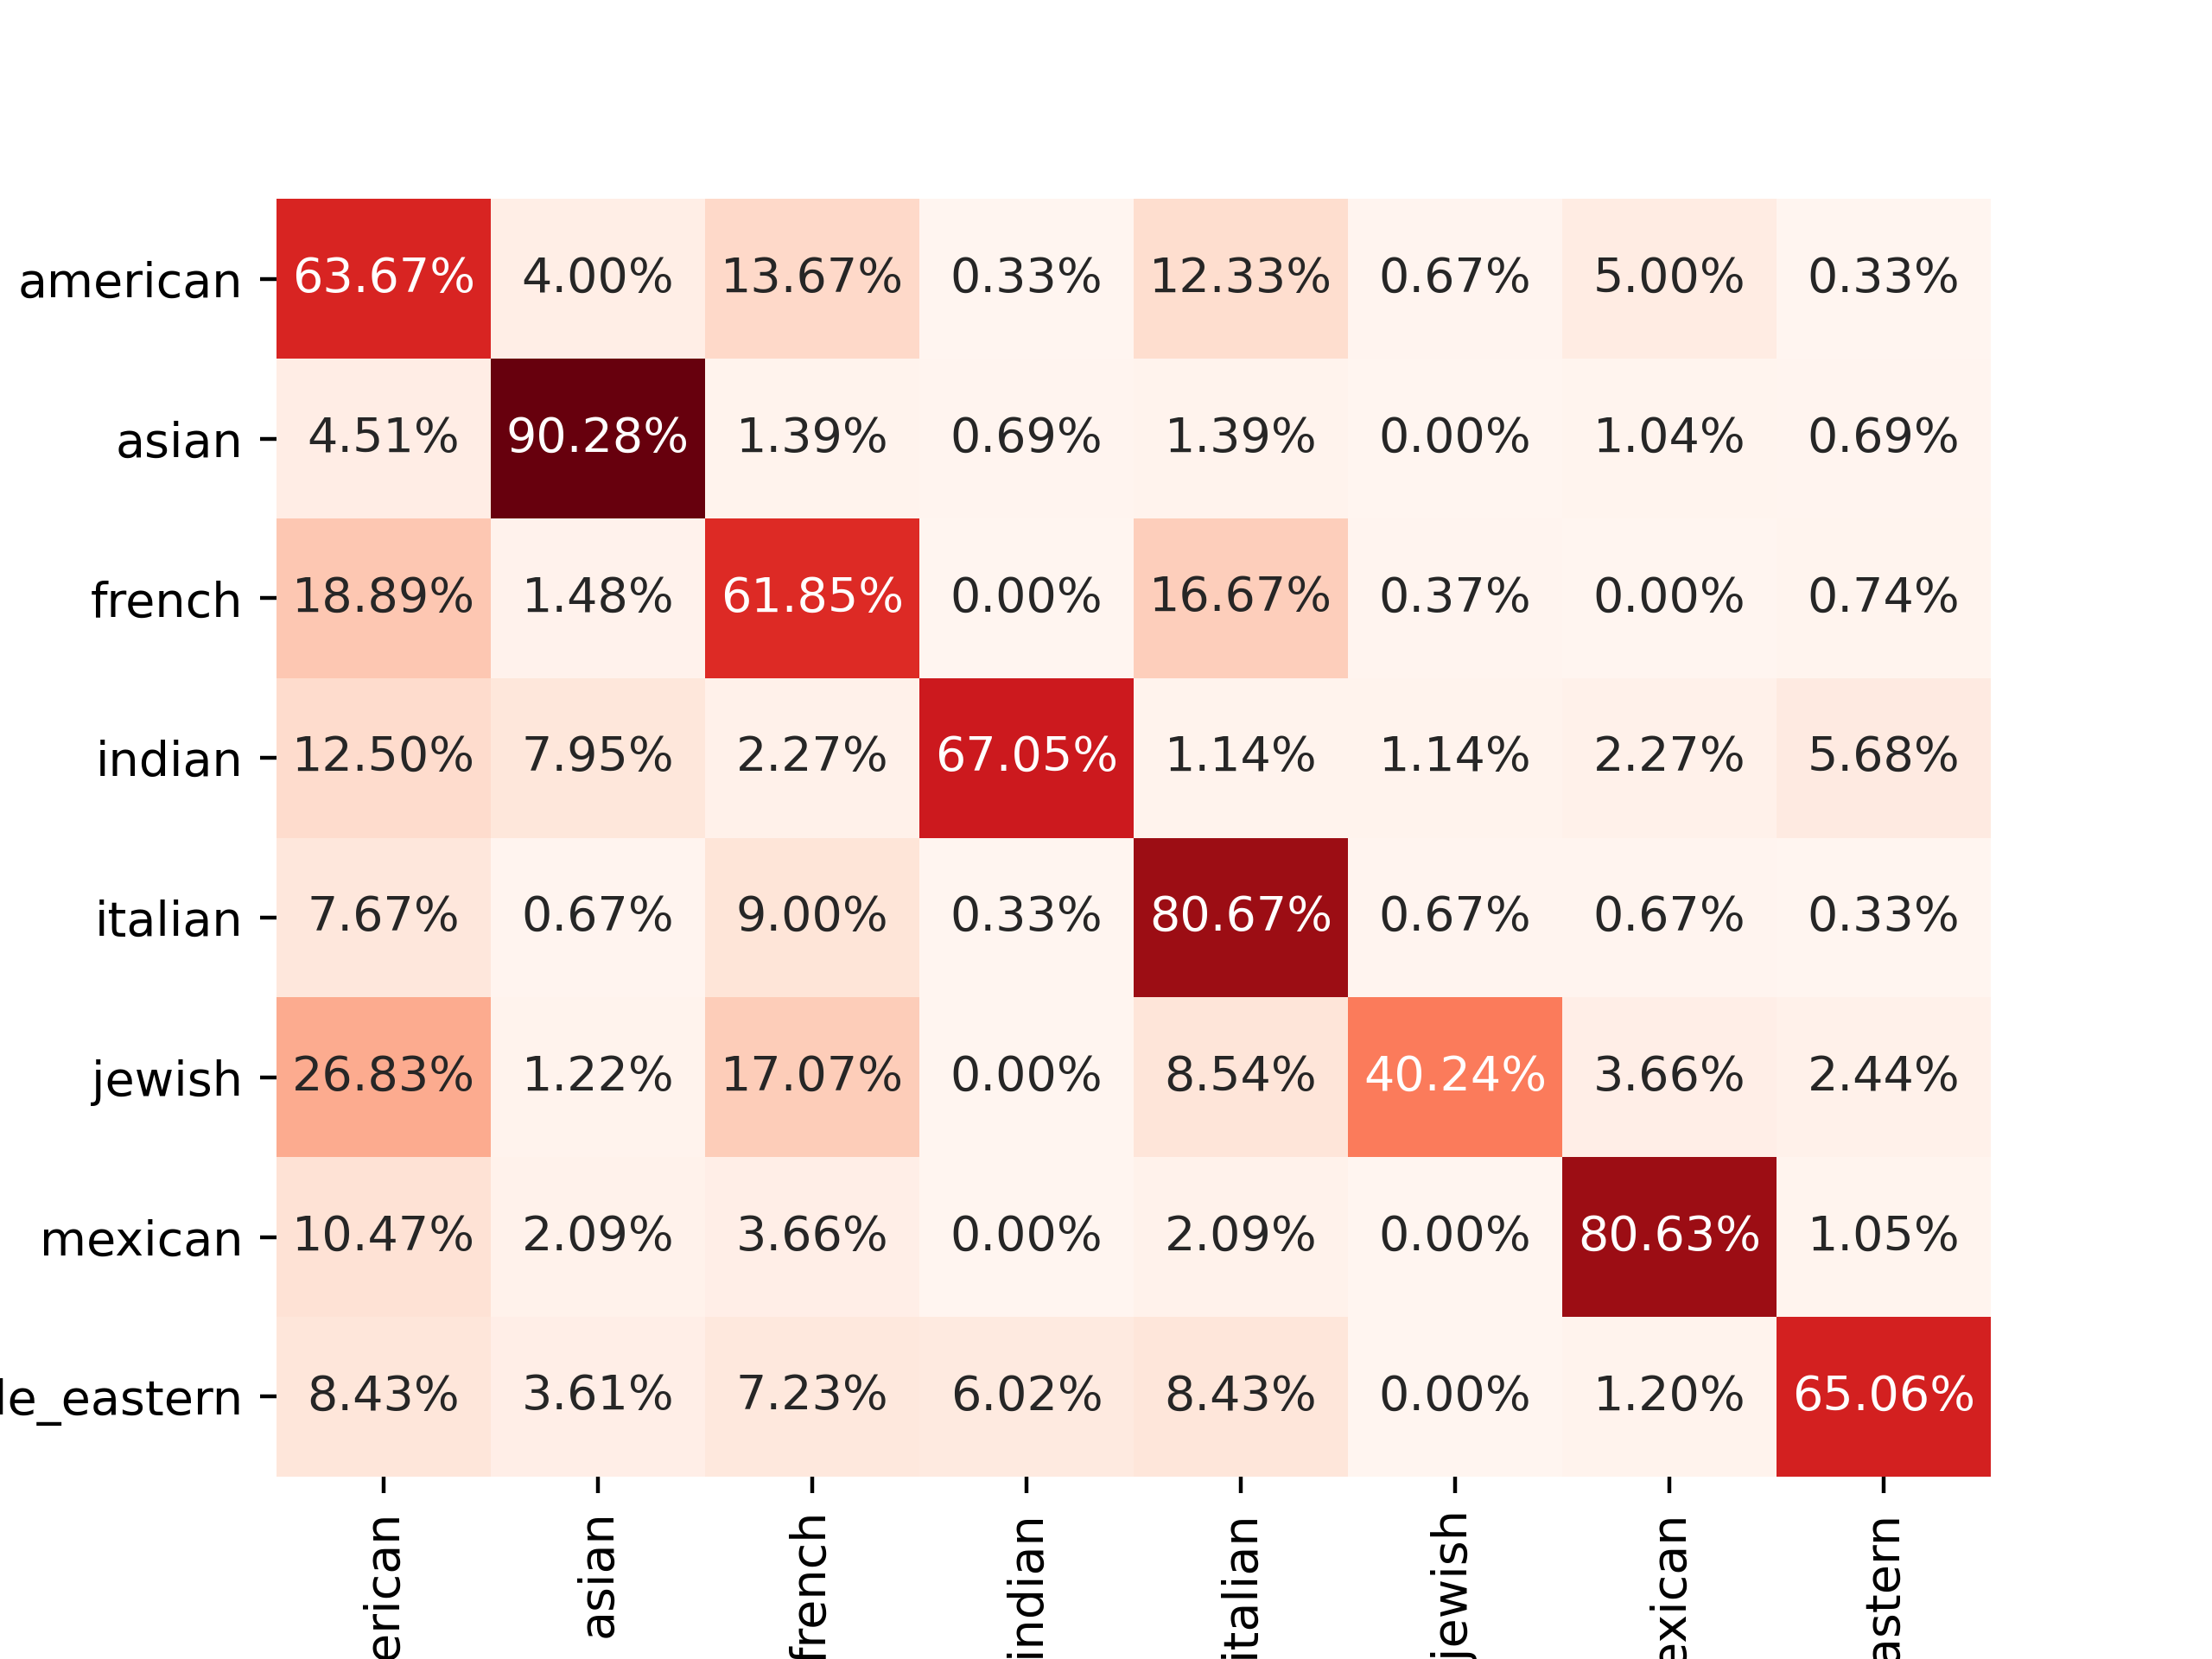 american 63.67% 4.00% 13.67% 0.33% 12.33% 0.67% 5.00% 0.33%
asian 4.51% 90.28% 1.39% 0.69% 1.39% 0.00% 1.04% 0.69%
french 18.89% 1.48% 61.85% 0.00% 16.67% 0.37% 0.00% 0.74%
indian 12.50% 7.95% 2.27% 67.05% 1.14% 1.14% 2.27% 5.68%
italian 7.67% 0.67% 9.00% 0.33% 80.67% 0.67% 0.67% 0.33%
jewish 26.83% 1.22% 17.07% 0.00% 8.54% 40.24% 3.66% 2.44%
mexican 10.47% 2.09% 3.66% 0.00% 2.09% 0.00% 80.63% 1.05%
le_eastern 8.43% 3.61% 7.23% 6.02% 8.43% 0.00% 1.20% 65.06%
erican asian french indian italian jewish exican astern